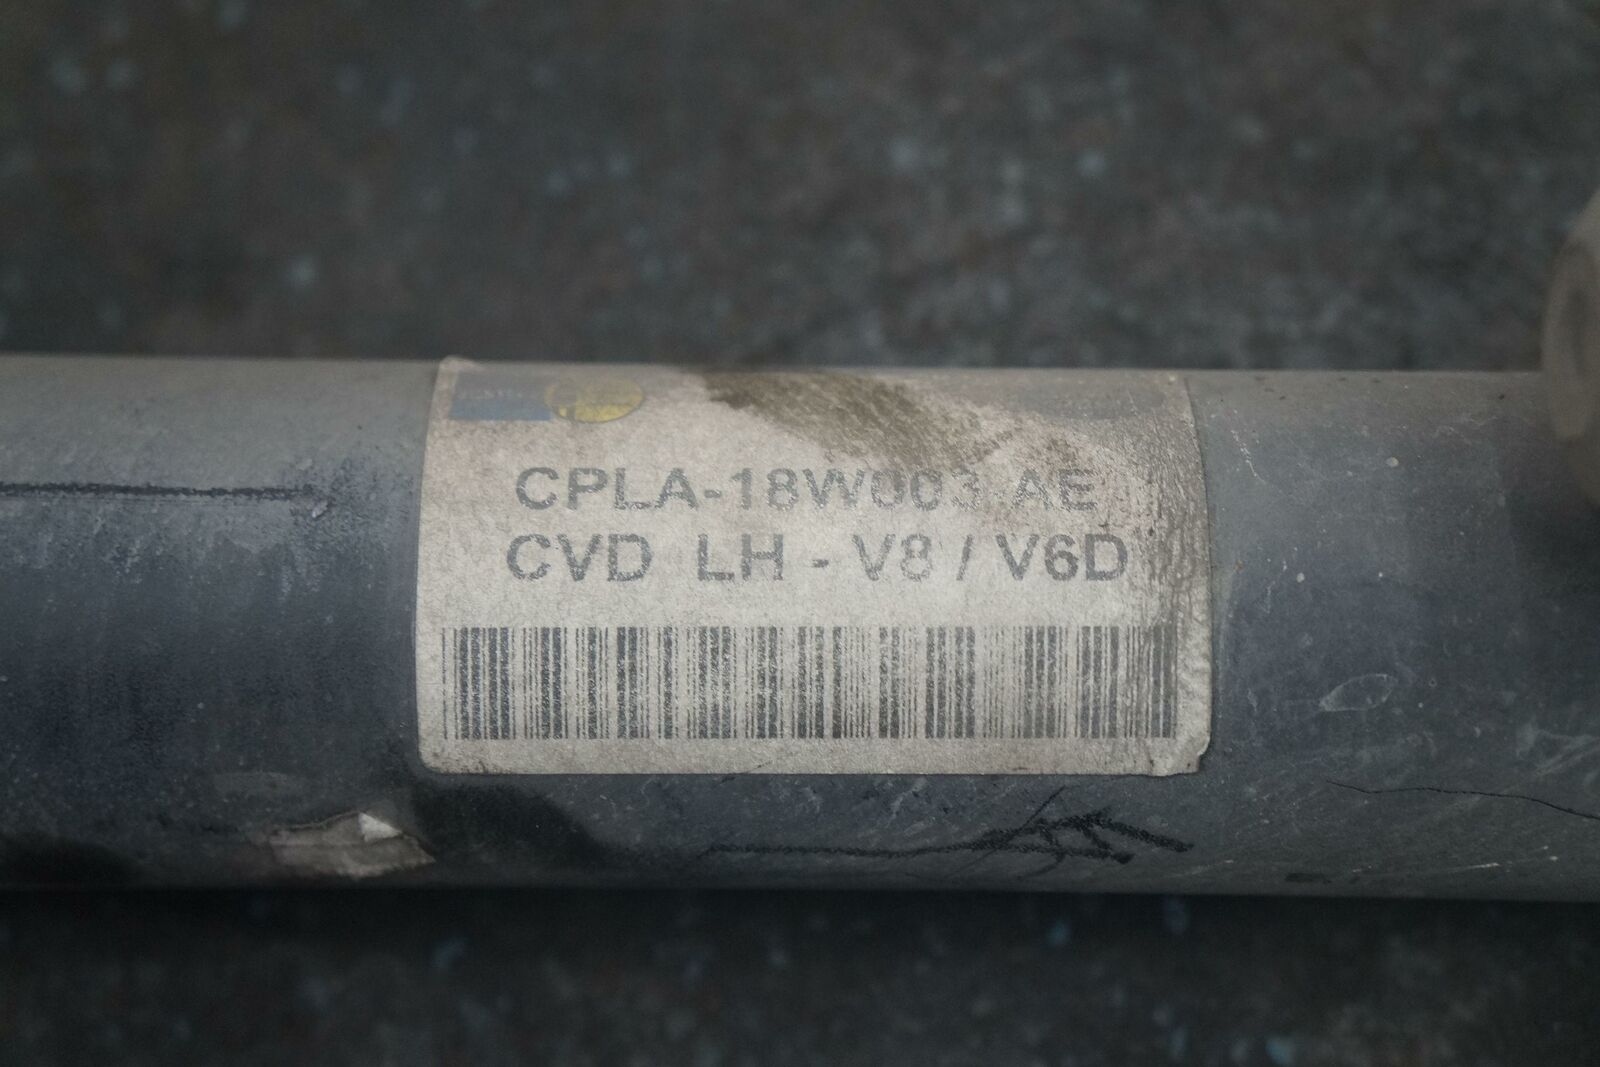 CPLA-18W003-AE
CVD LH - V8 / V6D